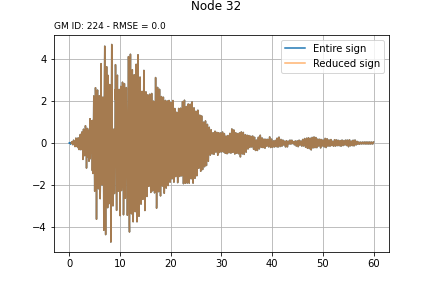 Node 32
GM ID: 224 - RMSE = 0.0
Entire sign
Reduced sign
4
2
0
−2
−4
0 10 20 30 40 50 60